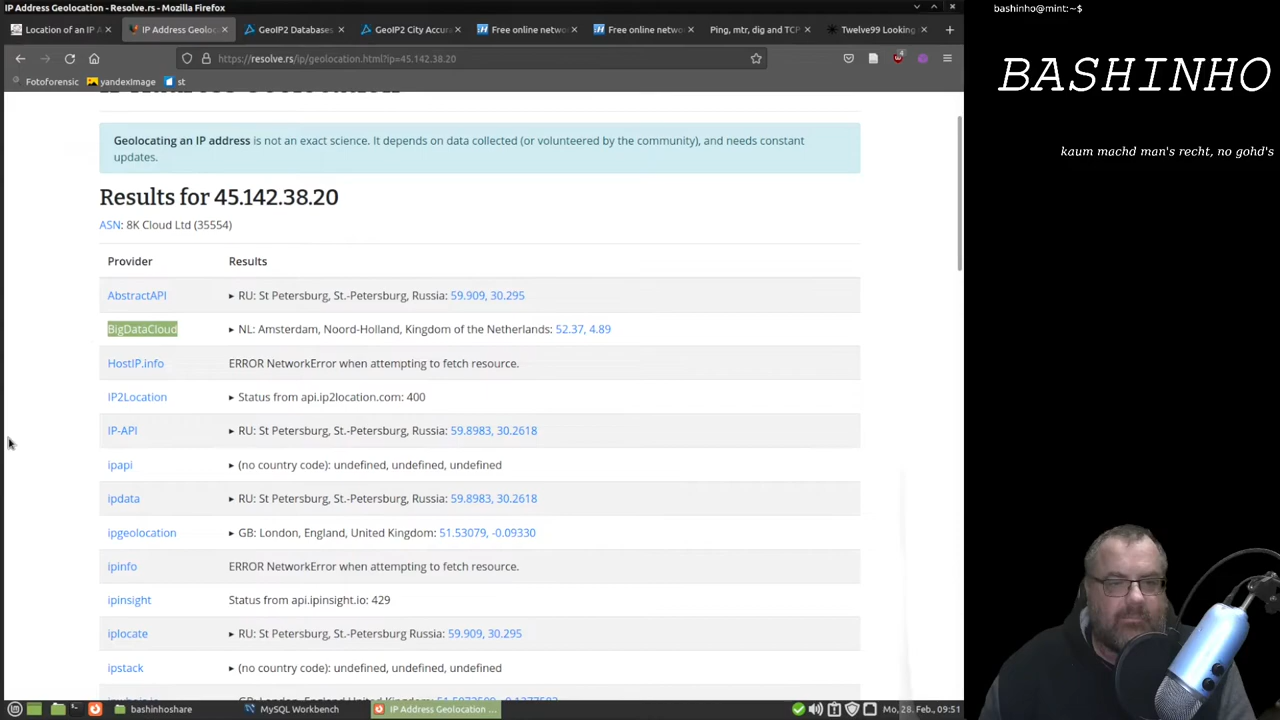 IP Address Geolocation - Resolve.rs - Mozilla Firefox
Location of an IP A
IP Address Geoloc
GeoIP2 Databases
GeoIP2 City Accur
Free online netwo
Free online netwo
Ping, mtr, dig and TCP
Twelve99 Looking
https://resolve.rs/ip/geolocation.html?ip=45.142.38.20
4
Fotoforensic
yandexImage
st
IP Address Geolocation
Geolocating an IP address is not an exact science. It depends on data collected (or volunteered by the community), and needs constant
updates.
Results for 45.142.38.20
ASN: 8K Cloud Ltd (35554)
Provider Results
AbstractAPI ▸ RU: St Petersburg, St.-Petersburg, Russia: 59.909, 30.295
BigDataCloud ▸ NL: Amsterdam, Noord-Holland, Kingdom of the Netherlands: 52.37, 4.89
HostIP.info ERROR NetworkError when attempting to fetch resource.
IP2Location ▸ Status from api.ip2location.com: 400
IP-API ▸ RU: St Petersburg, St.-Petersburg, Russia: 59.8983, 30.2618
ipapi ▸ (no country code): undefined, undefined, undefined
ipdata ▸ RU: St Petersburg, St.-Petersburg, Russia: 59.8983, 30.2618
ipgeolocation ▸ GB: London, England, United Kingdom: 51.53079, -0.09330
ipinfo ERROR NetworkError when attempting to fetch resource.
ipinsight Status from api.ipinsight.io: 429
iplocate ▸ RU: St Petersburg, St.-Petersburg Russia: 59.909, 30.295
ipstack ▸ (no country code): undefined, undefined, undefined
bashinhoshare
MySQL Workbench
IP Address Geolocation ...
Mo, 28. Feb., 09:51
bashinho@mint:~$
BASHINHO
kaum machd man's recht, no gohd's